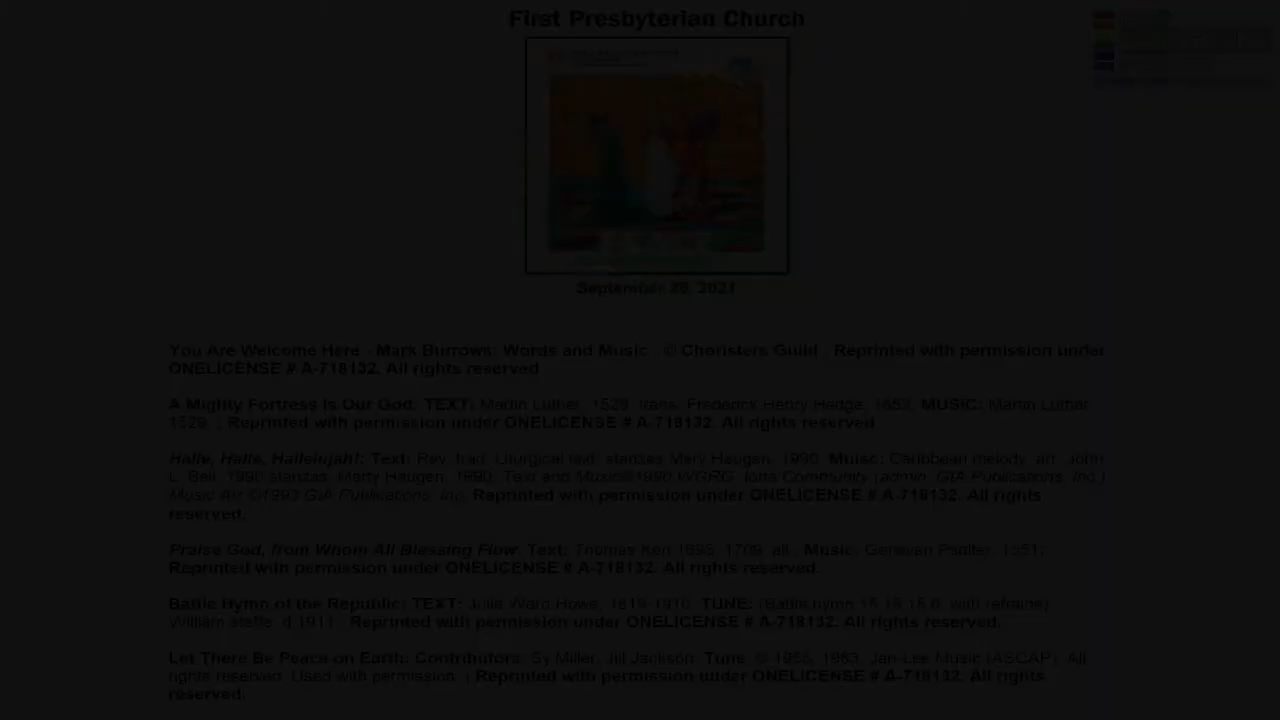 First Presbyterian Church
September 26, 2021
You Are Welcome Here Mark Burrows: Words and Music © Choristers Guild Reprinted with permission under
ONELICENSE # A-718132. All rights reserved
A Mighty Fortress Is Our God: TEXT: Martin Luther, 1529, trans. Frederick Henry Hedge, 1852. MUSIC: Martin Luther
1529. : Reprinted with permission under ONELICENSE # A-718132. All rights reserved
Halle, Halle, Hallelujah!: Text: Rev. trad. Liturgical text, stanzas Mary Haugen, 1990. Muisc: Caribbean melody, arr. John
L. Bell, 1990 stanzas, Marty Haugen, 1990. Text and Music©1990 WGRG, Iona Community (admin. GIA Publications, Inc.)
Music Arr. ©1993 GIA Publications, Inc. Reprinted with permission under ONELICENSE # A-718132. All rights
reserved.
Praise God, from Whom All Blessing Flow: Text: Thomas Ken 1695, 1709, alt. Music: Genevan Psalter, 1551;
Reprinted with permission under ONELICENSE # A-718132. All rights reserved.
Battle Hymn of the Republic: TEXT: Julia Ward Howe, 1819-1910. TUNE: (Battle hymn 15.15.15.6. with refraine)
William steffe, d.1911. Reprinted with permission under ONELICENSE # A-718132. All rights reserved.
Let There Be Peace on Earth: Contributors: Sy Miller, Jill Jackson. Tune: © 1955, 1983, Jan-Lee Music (ASCAP). All
rights reserved. Used with permission. : Reprinted with permission under ONELICENSE # A-718132. All rights
reserved.